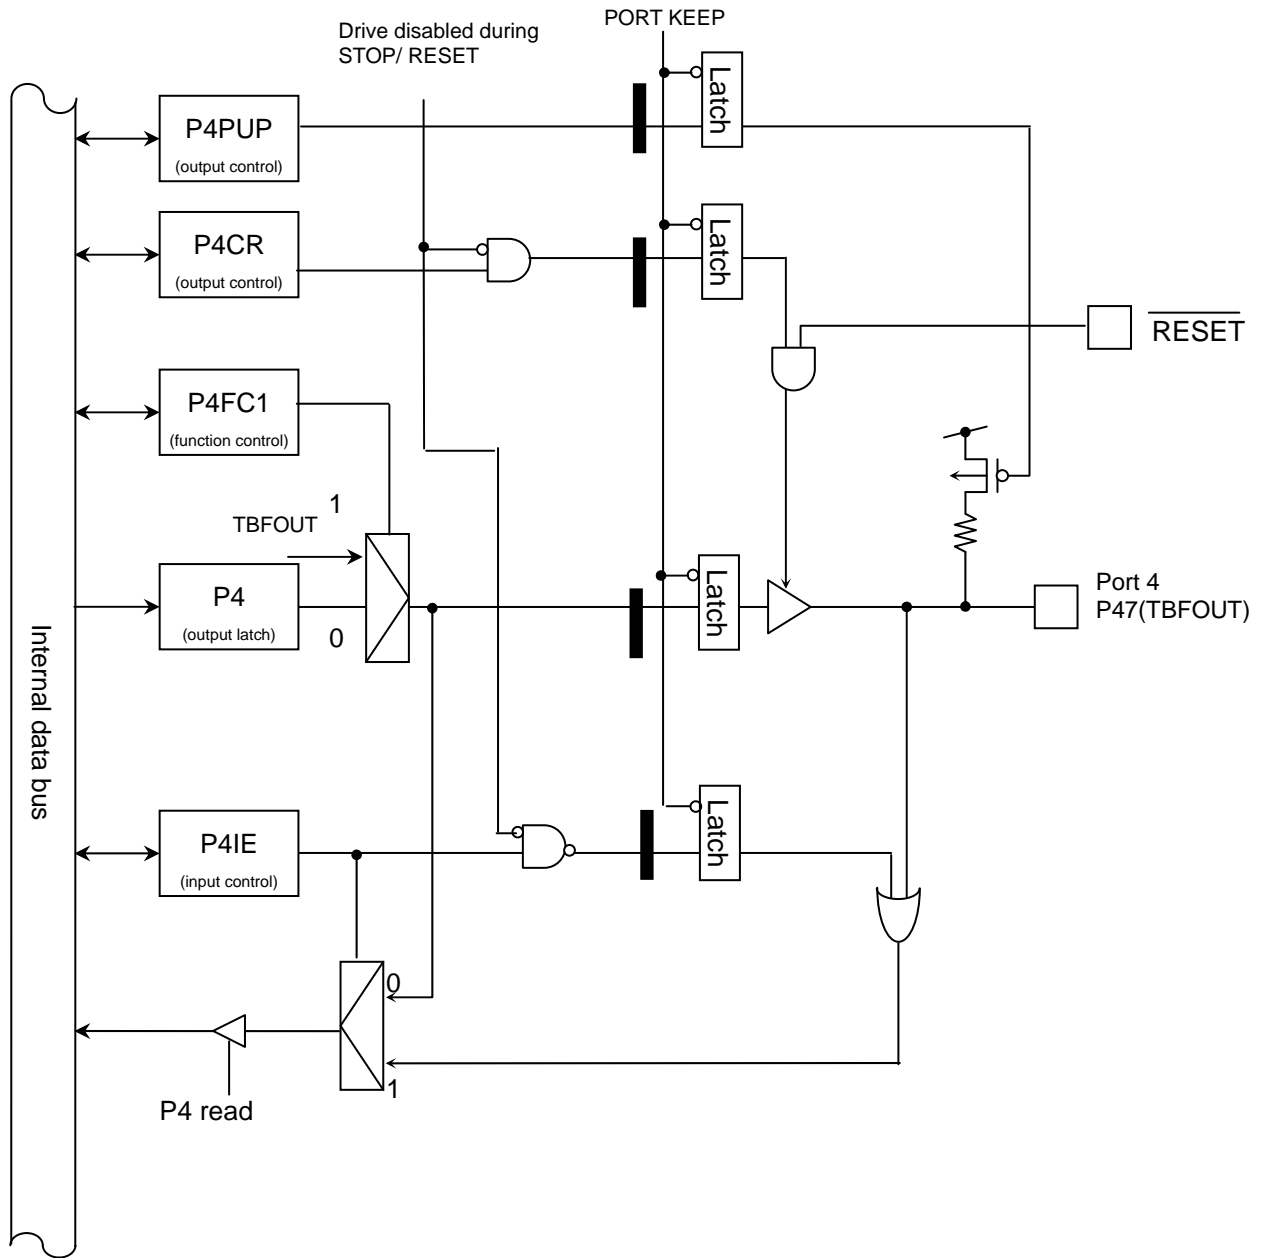 PORT KEEP
Drive disabled during
STOP/ RESET
Latch
P4PUP
(output control)
Latch
P4CR
(output control)
RESET
P4FC1
(function control)
1
TBFOUT
Latch
P4
(output latch)
0
Port 4
P47(TBFOUT)
Internal data bus
Latch
P4IE
(input control)
0
1
P4 read